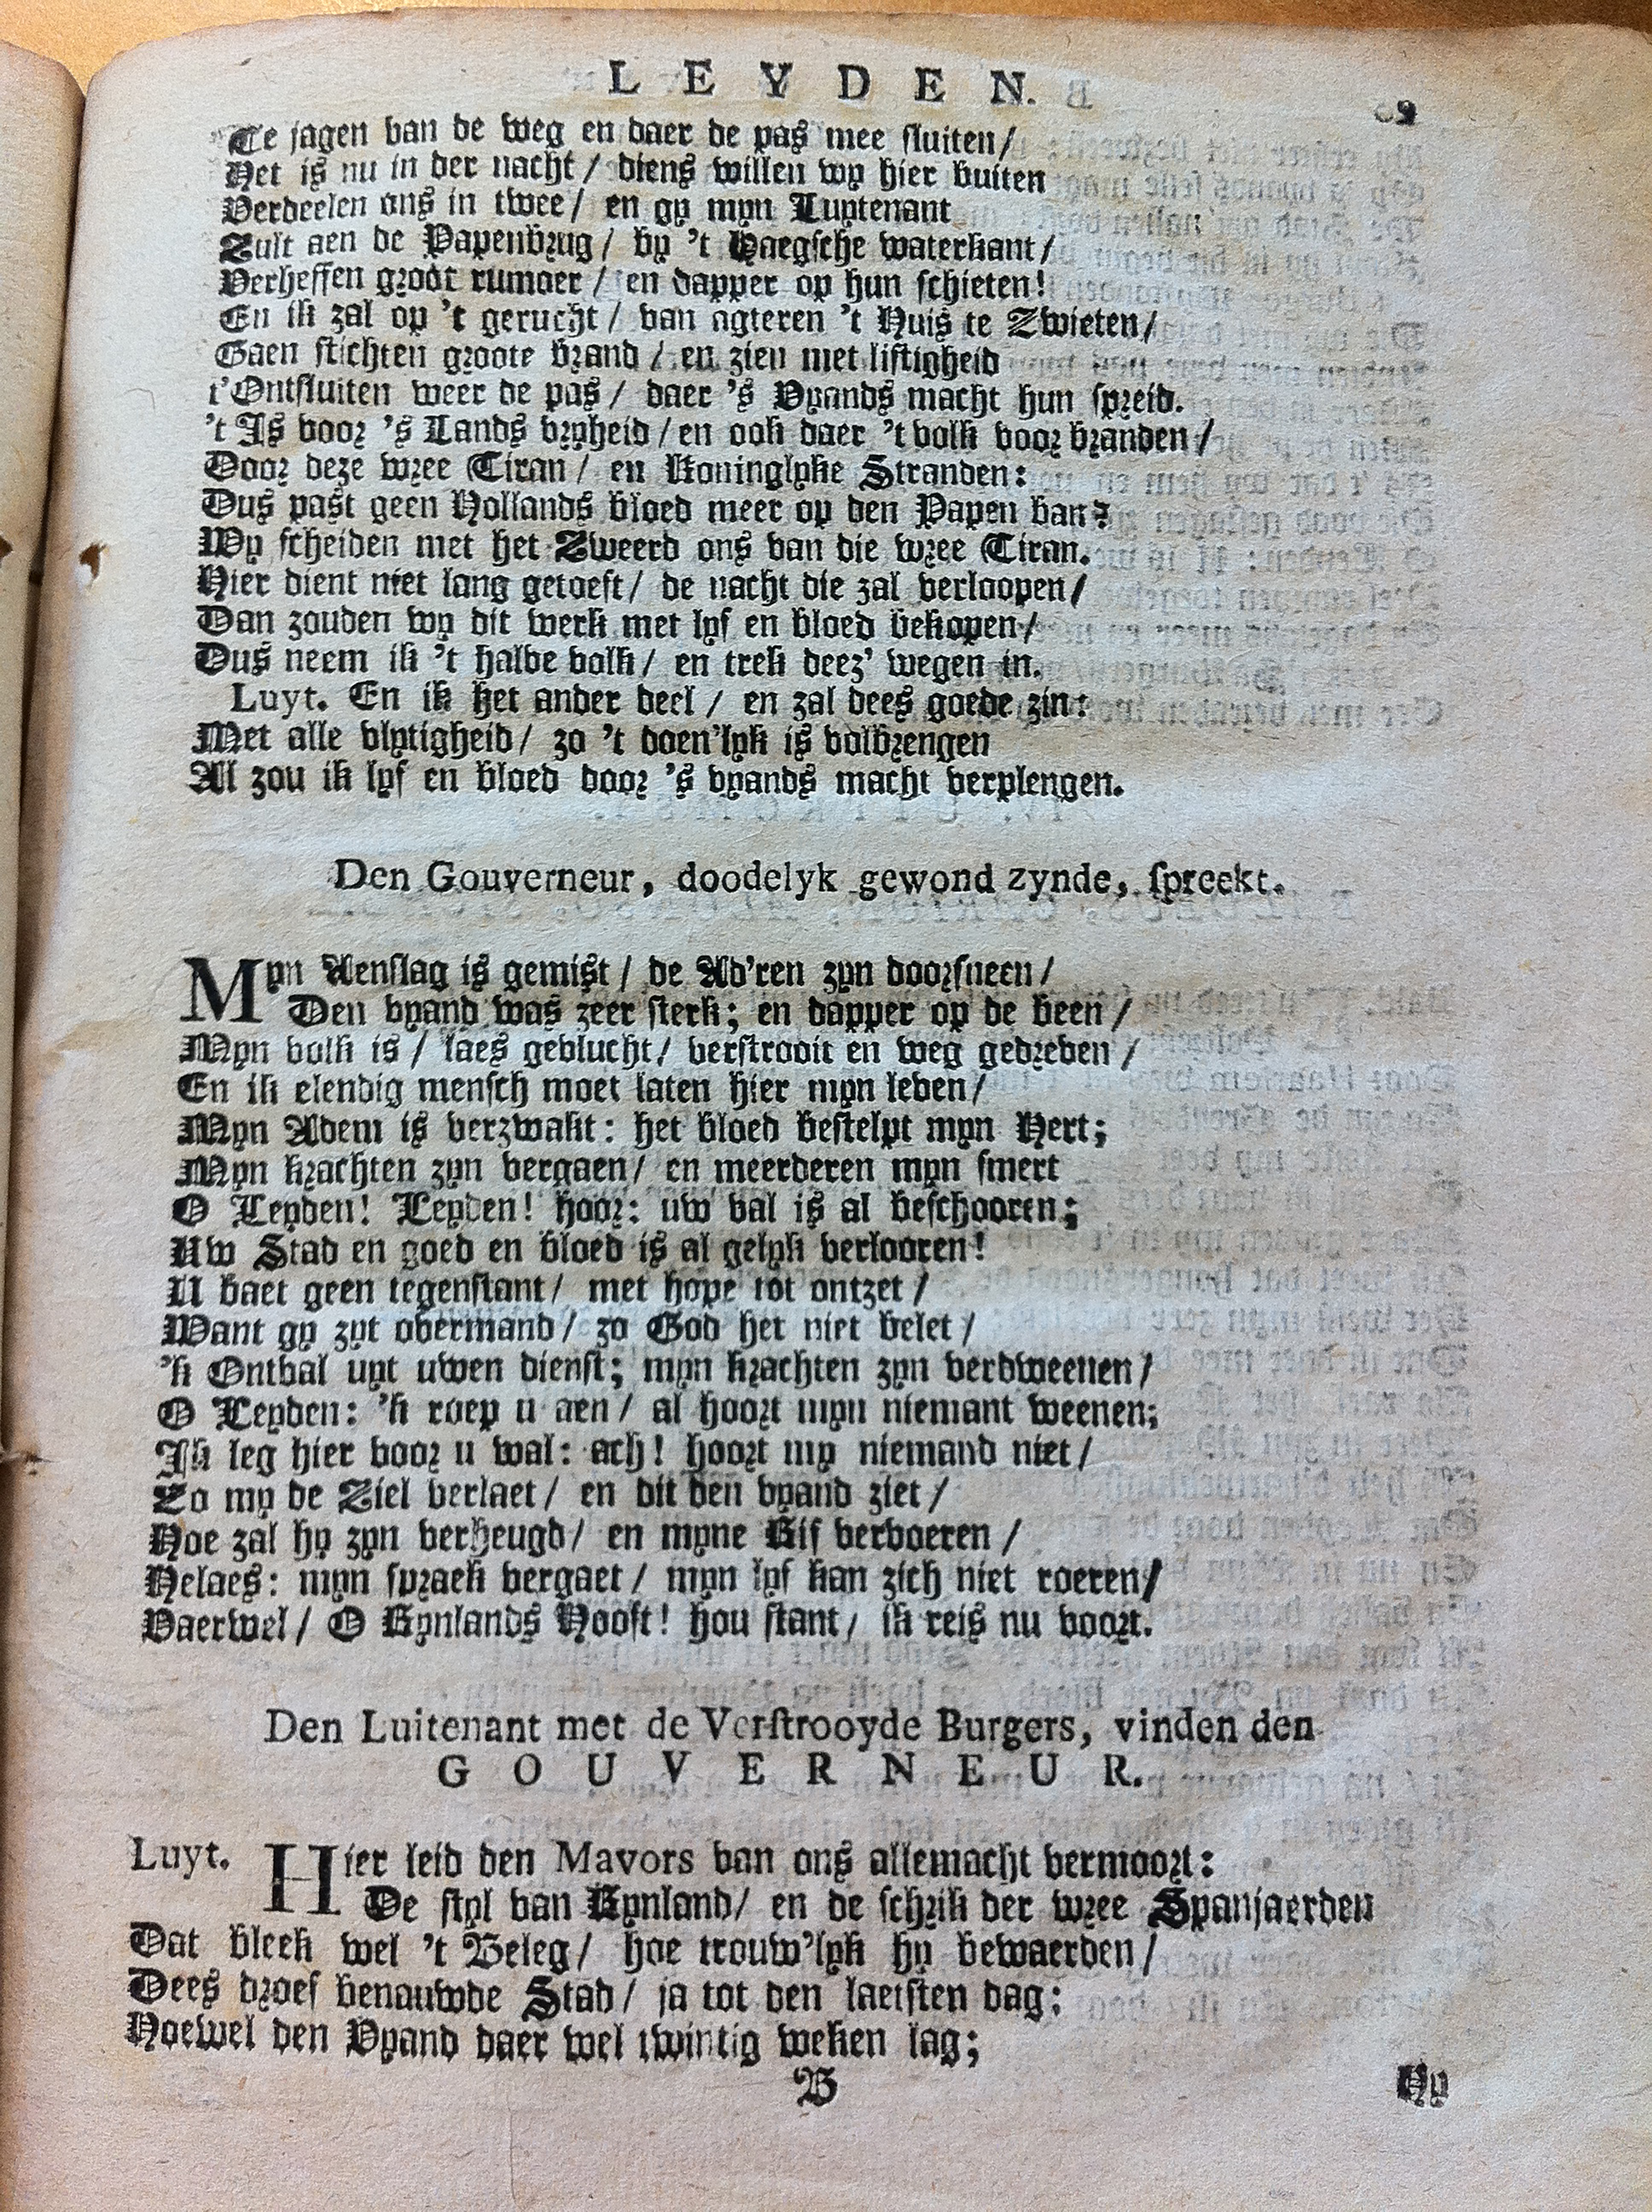 LEYDEN. 9
Te jagen van de weg en daer de pas mee sluiten/
Het is nu in der nacht / diens willen wy hier buiten
Verdeelen ons in twee/ en gy myn Luytenant
Zult aen de Papenbrug/ by 't Haegsche waterkant/
Verheffen groot rumoer / en dapper op hun schieten!
En ik zal op 't gerucht / van agteren 't Huis te Zwieten/
Gaen stichten groote brand / en zien met listigheid
t'Ontsluiten weer de pas / daer 's Vyands macht hun spreid.
't Is voor 's Lands vryheid /en ook daer 't volk voor branden/
Door deze wree Tiran/ en Koninglyke Stranden:
Dus past geen Hollands bloed meer op den Papen ban?
Wy scheiden met het Zweerd ons van die wree Tiran.
Hier dient niet lang getoeft/ de nacht die zal verloopen/
Dan zouden wy dit werk met lyf en bloed bekopen/
Dus neem ik 't halve volk/ en trek deez' wegen in.
Luyt. En ik het ander deel / en zal dees goede zin:
Met alle vlytigheid/ zo 't doen'lyk is volbrengen
Al zou ik lyf en bloed door 's vyands macht verplengen.
Den Gouverneur, doodelyk gewond zynde, spreekt.
Myn Aenslag is gemist / de Ad'ren zyn doorsneen/
Den vyand was zeer sterk; en dapper op de been/
Myn volk is / laes gevlucht/ verstrooit en weg gedreven /
En ik elendig mensch moet laten hier myn leven/
Myn Adem is verzwakt: het bloed bestelpt myn Hert;
Myn krachten zyn vergaen/ en meerderen myn smert
O Leyden! Leyden! hoor: uw val is al beschooren;
Uw Stad en goed en bloed is al gelyk verlooren!
U baet geen tegenstant/ met hope tot ontzet/
Want gy zyt overmand/ zo God het niet belet/
'k Ontval uyt uwen dienst; myn krachten zyn verdweenen/
O Leyden: 'k roep u aen/ al hoort myn niemant weenen;
Ik leg hier voor u wal: ach! hoort my niemand niet/
Zo my de Ziel verlaet/ en dit den vyand ziet/
Hoe zal hy zyn verheugd/ en myne Rif vervoeren /
Helaes: myn spraek vergaet/ myn lyf kan zich niet roeren/
Vaerwel/ O Rynlands Hooft! hou stant/ ik reis nu voort.
Den Luitenant met de Verstrooyde Burgers, vinden den
GOUVERNEUR.
Luyt. Hier leid den Mavors van ons allemacht vermoort:
De styl van Rynland/ en de schrik der wree Spanjaerden
Dat bleek wel 't Beleg/ hoe trouw'lyk hy bewaerden/
Dees droef benauwde Stad/ ja tot den laetsten dag:
Hoewel den Vyand daer wel twintig weken lag;
B Hy